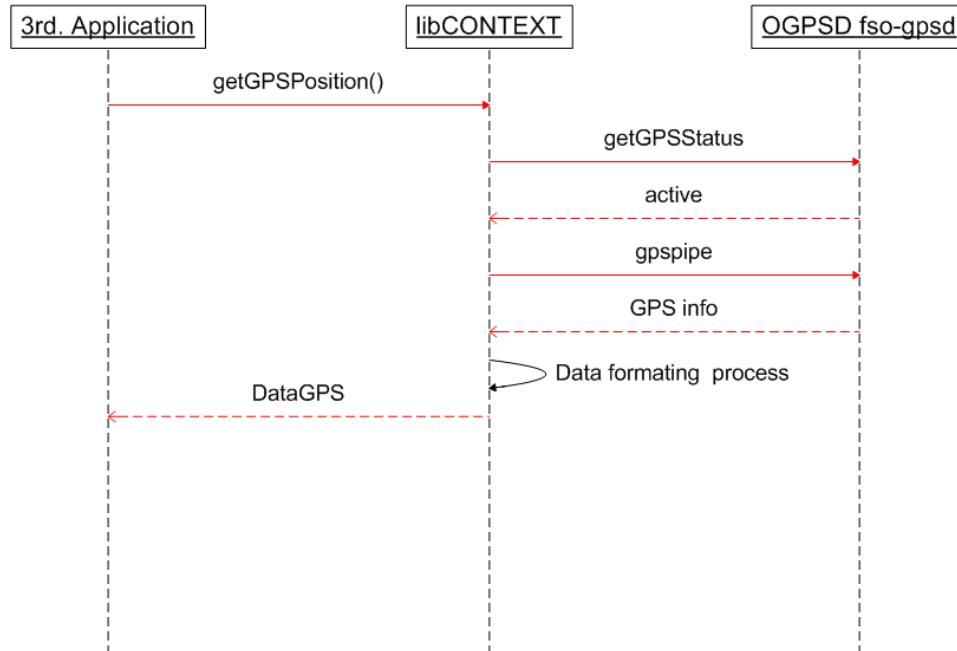 3rd. Application
libCONTEXT
OGPSD fso-gpsd
getGPSPosition()
getGPSStatus
active
gpspipe
GPS info
Data formating process
DataGPS